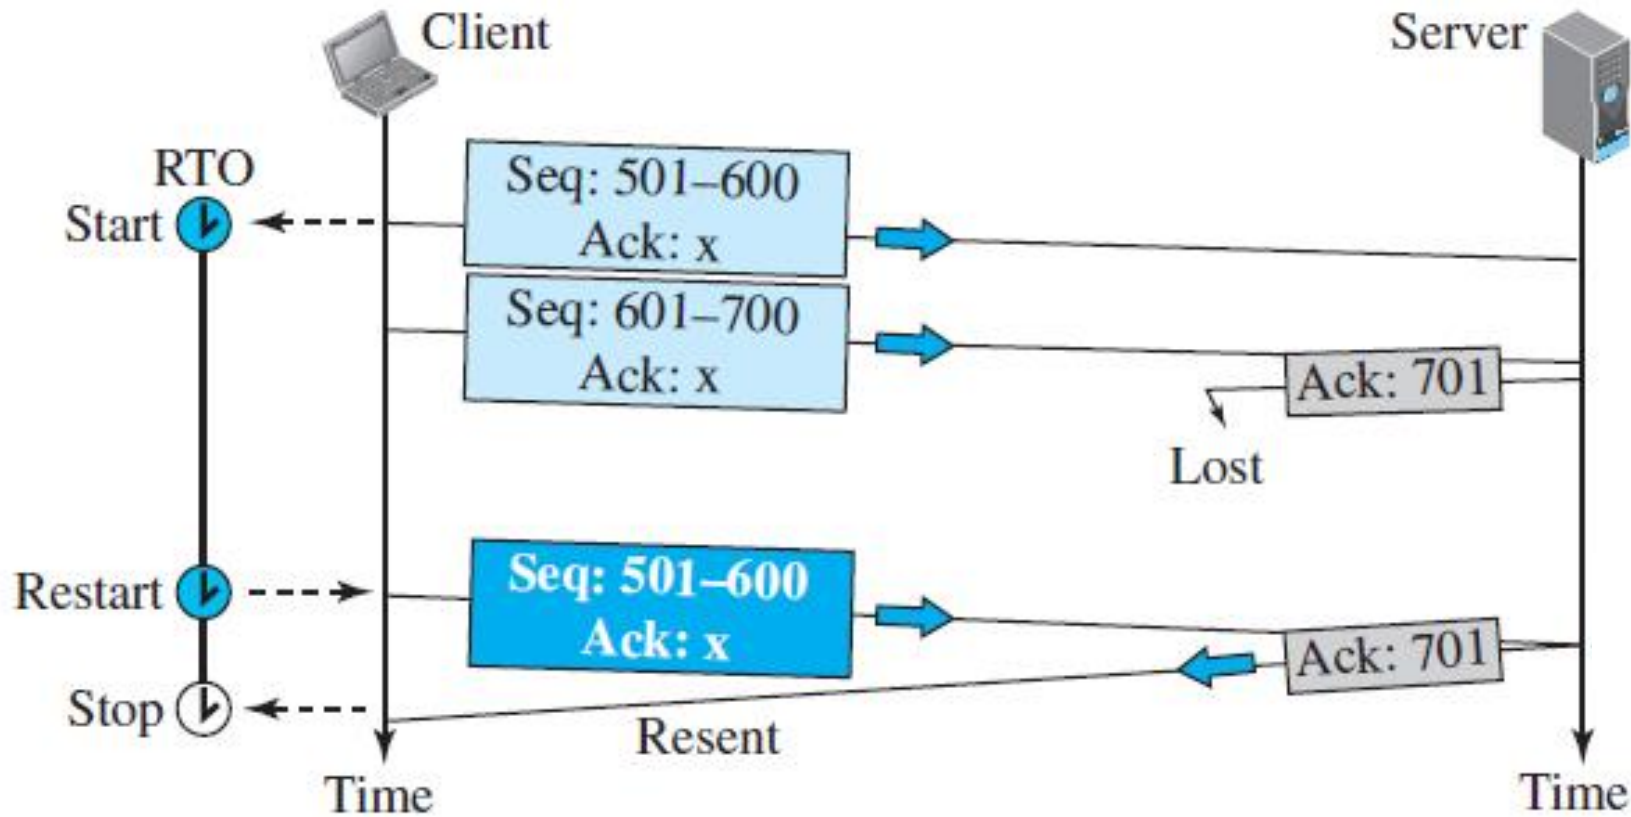 Client
Server
RTO
Start
Seq: 501–600
Ack: x
Seq: 601–700
Ack: x
Ack: 701
Lost
Restart
Seq: 501–600
Ack: x
Ack: 701
Stop
Resent
Time
Time